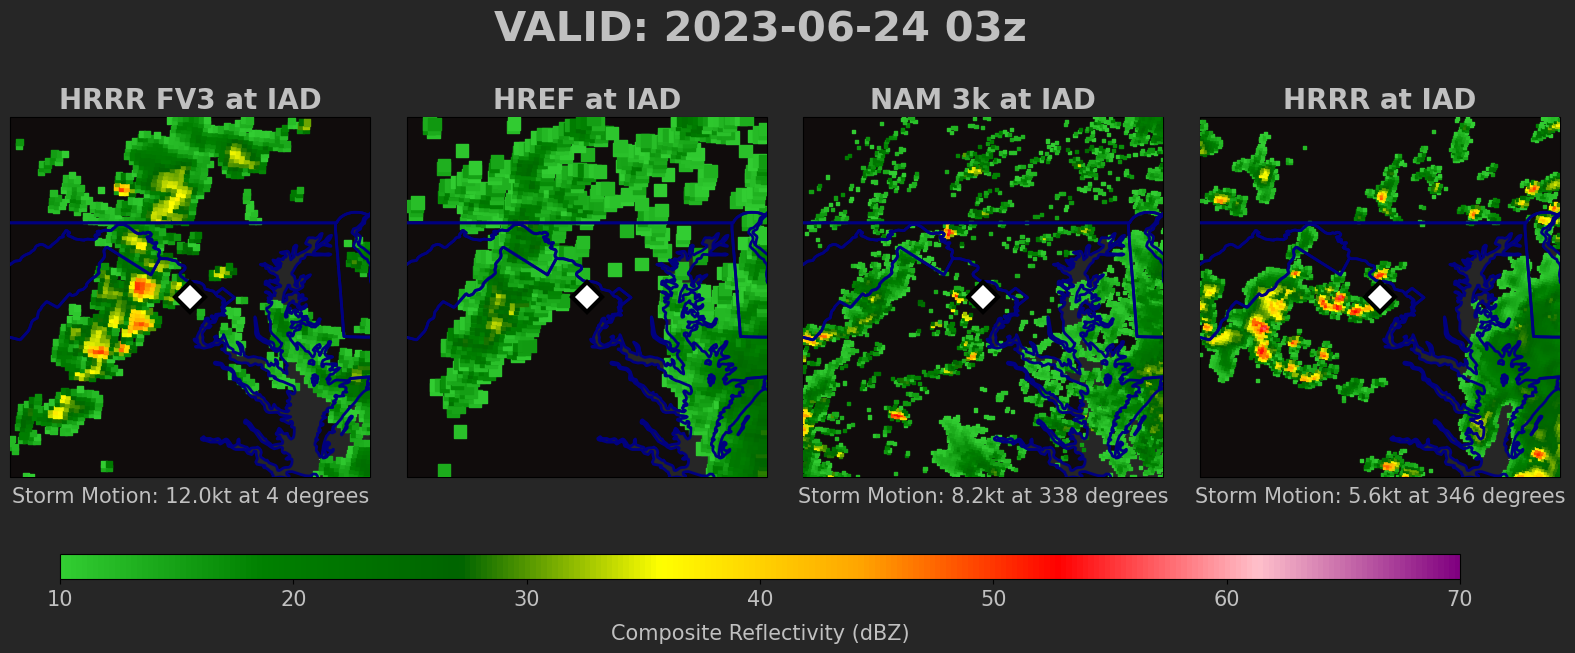 VALID: 2023-06-24 03z
HRRR FV3 at IAD
HREF at IAD
NAM 3k at IAD
HRRR at IAD
Storm Motion: 12.0kt at 4 degrees
Storm Motion: 8.2kt at 338 degrees
Storm Motion: 5.6kt at 346 degrees
10 20 30 40 50 60 70
Composite Reflectivity (dBZ)